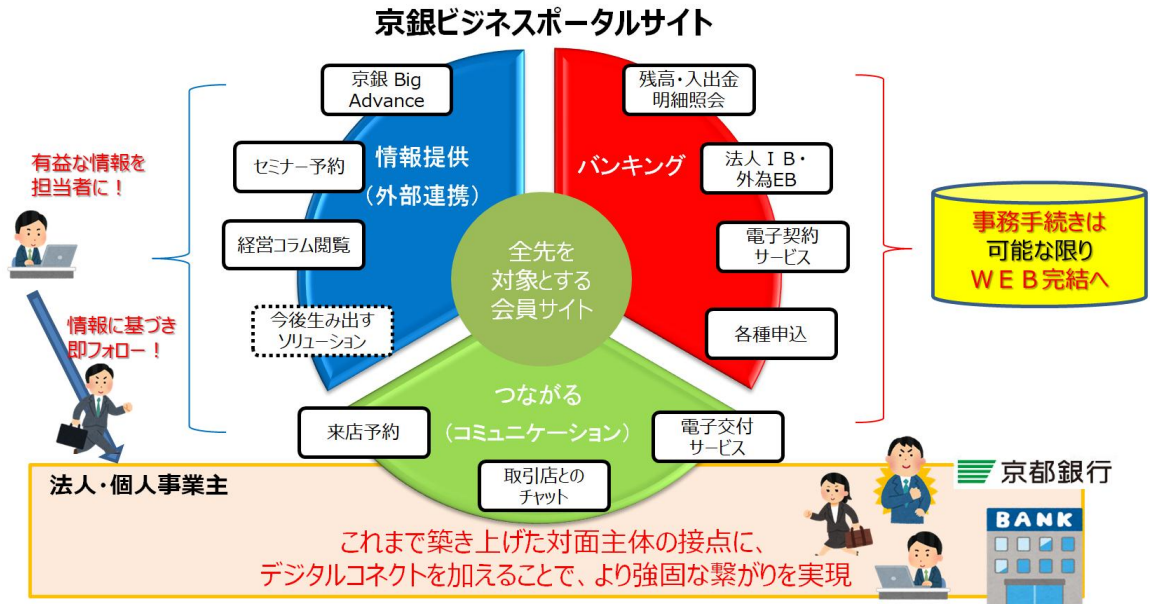 京銀ビジネスポータルサイト
京銀 Big
Advance
セミナー予約
経営コラム閲覧
今後生み出す
ソリューション
情報提供
（外部連携）
残高・入出金
明細照会
法人ＩＢ・
外為EB
電子契約
サービス
各種申込
バンキング
全先を
対象とする
会員サイト
つながる
（コミュニケーション）
来店予約
取引店との
チャット
電子交付
サービス
有益な情報を
担当者に！
情報に基づき
即フォロー！
事務手続きは
可能な限り
ＷＥＢ完結へ
法人・個人事業主
京都銀行
BANK
これまで築き上げた対面主体の接点に、
デジタルコネクトを加えることで、より強固な繋がりを実現